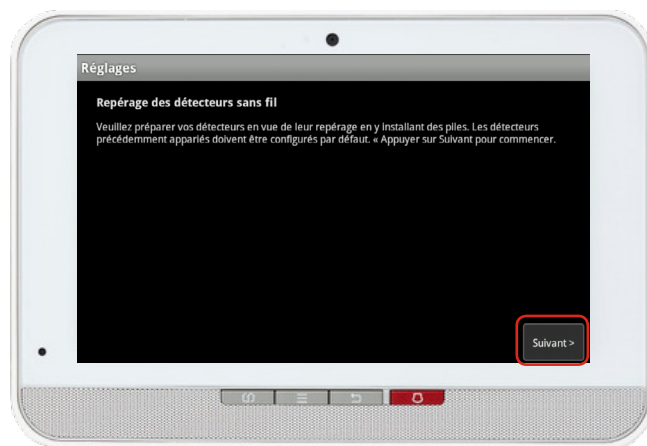 Réglages
Repérage des détecteurs sans fil
Veuillez préparer vos détecteurs en vue de leur repérage en y installant des piles. Les détecteurs
précédemment appariés doivent être configurés par défaut. « Appuyer sur Suivant pour commencer.
Suivant >